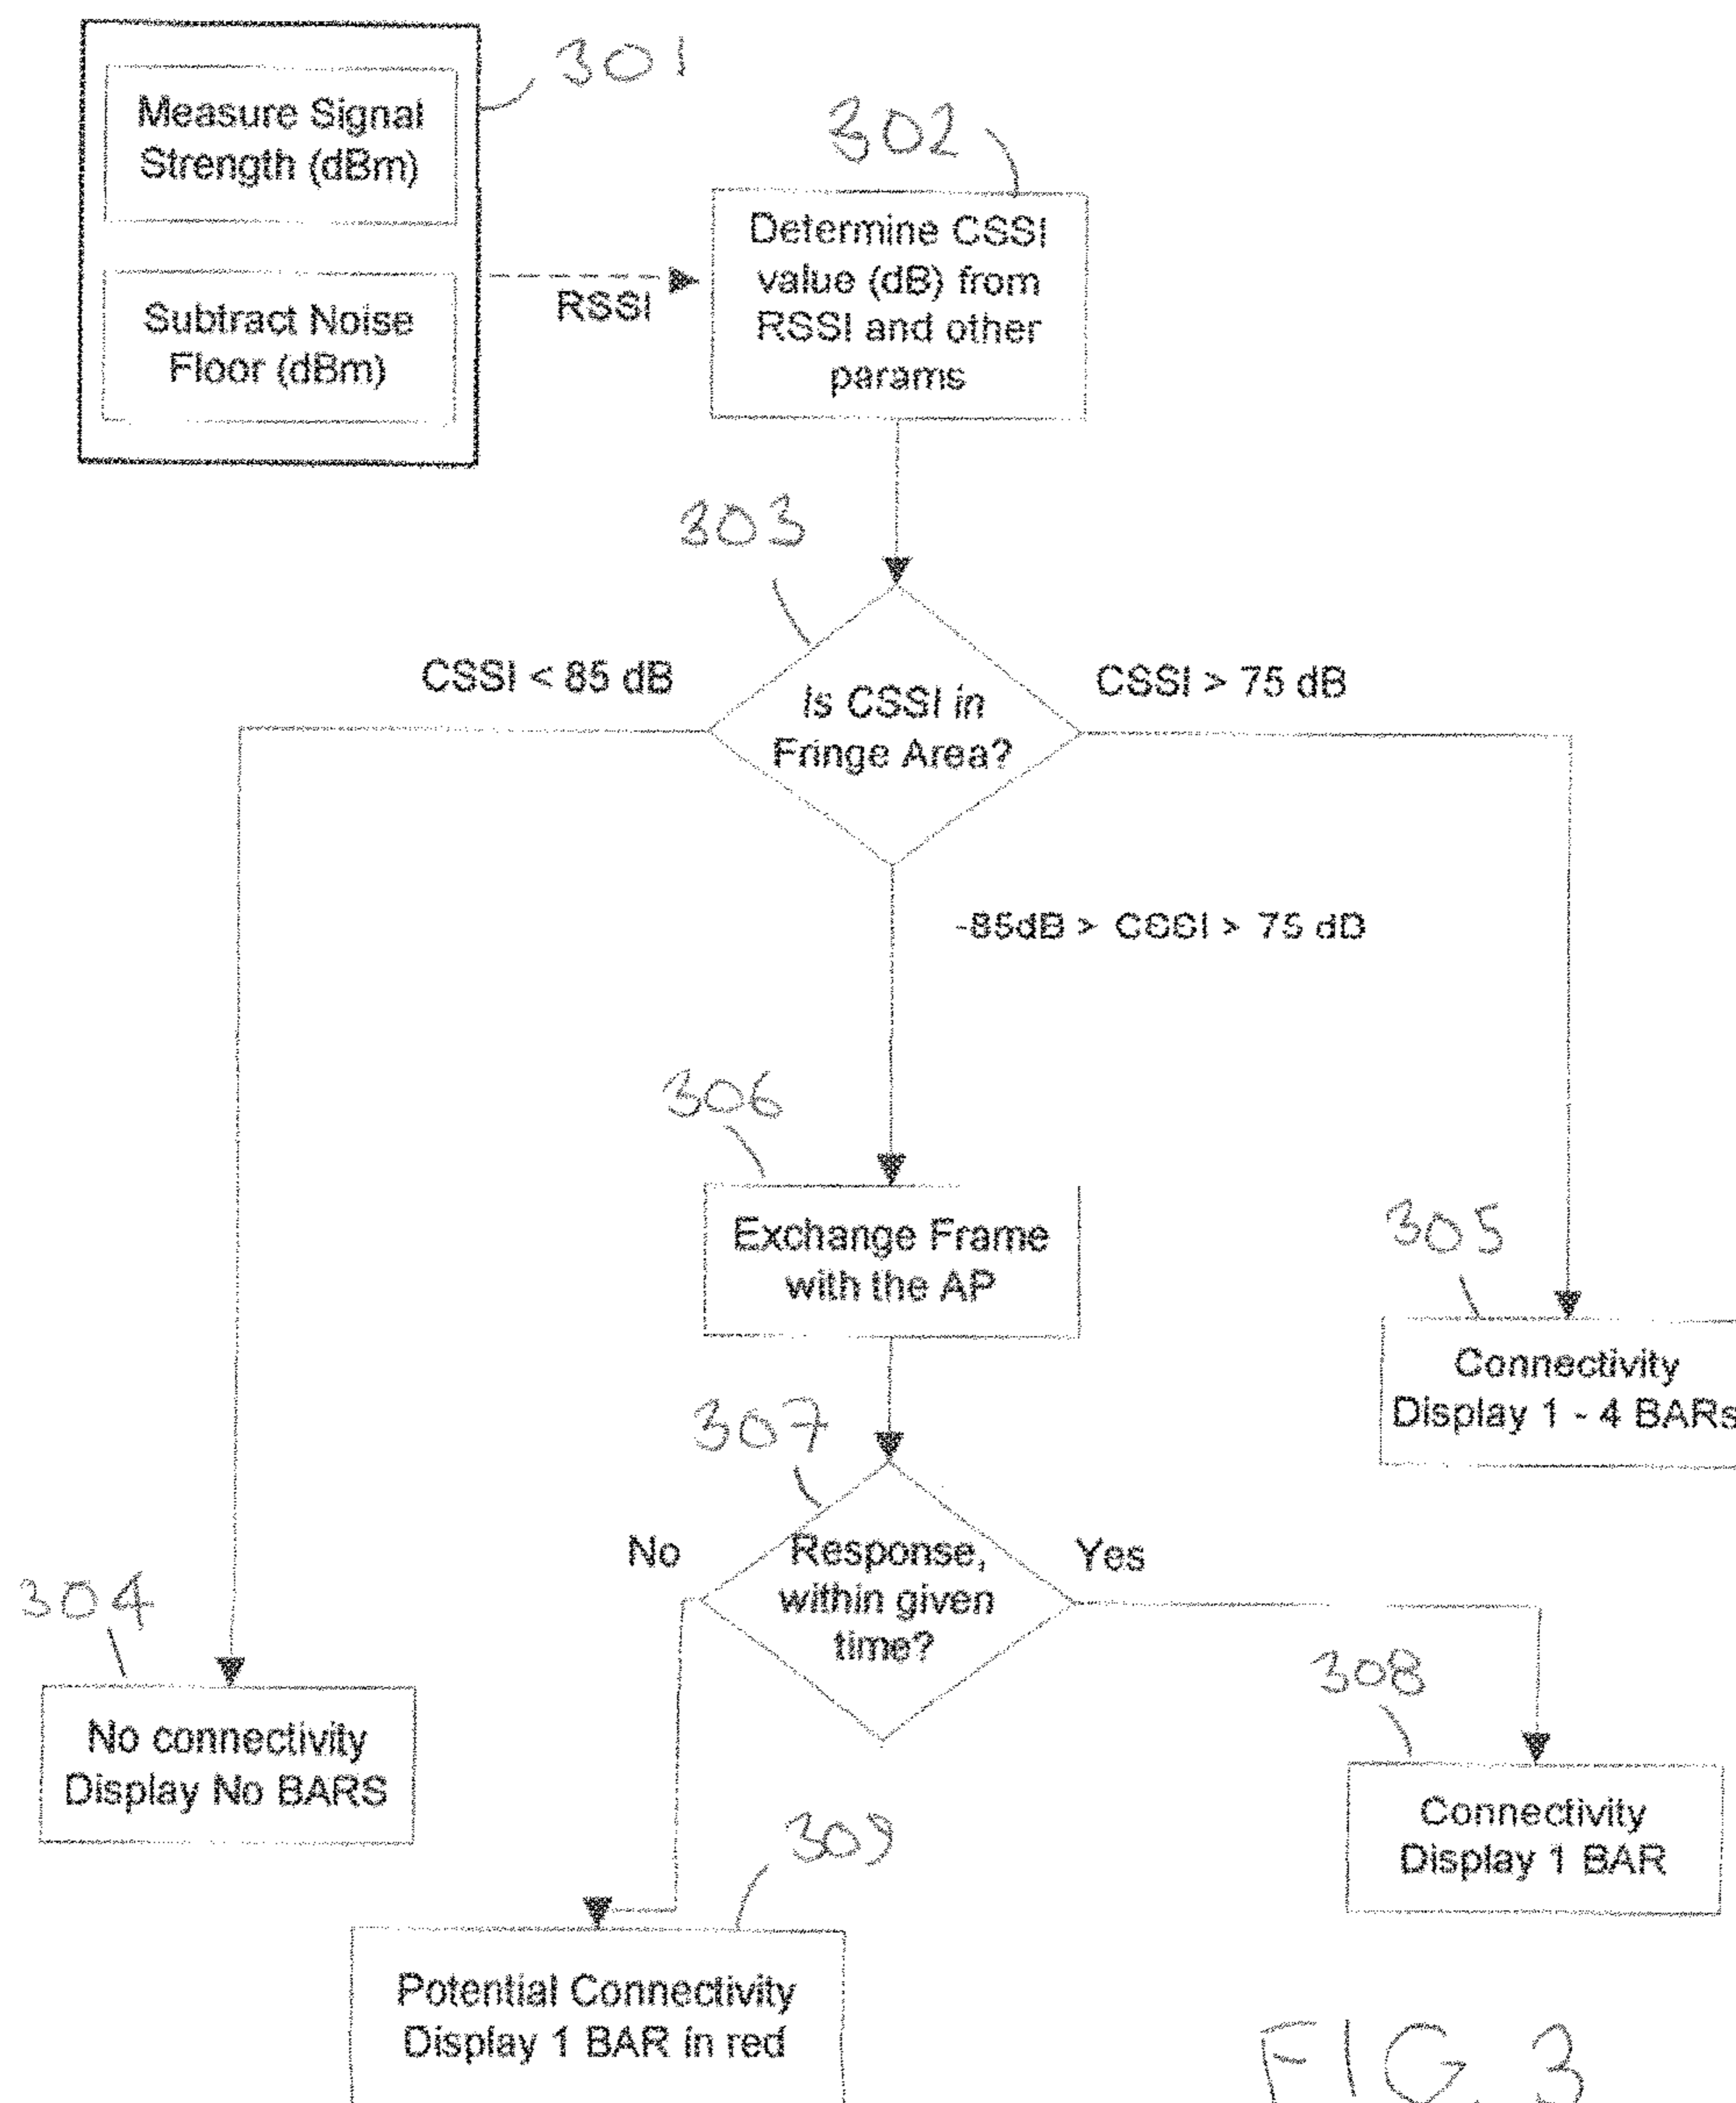 301
Measure Signal
Strength (dBm)
302
Determine CSSI
value (dB) from
RSSI and other
params
Subtract Noise
Floor (dBm)
RSSI
303
CSSI < 85 dB
CSSI > 75 dB
Is CSSI in
Fringe Area?
-85dB > CSSI > 75 dB
306
Exchange Frame
with the AP
305
Connectivity
Display 1 - 4 BARs
307
No
Yes
Response,
within given
time?
304
308
No connectivity
Display No BARS
Connectivity
Display 1 BAR
309
Potential Connectivity
Display 1 BAR in red
FIG. 3